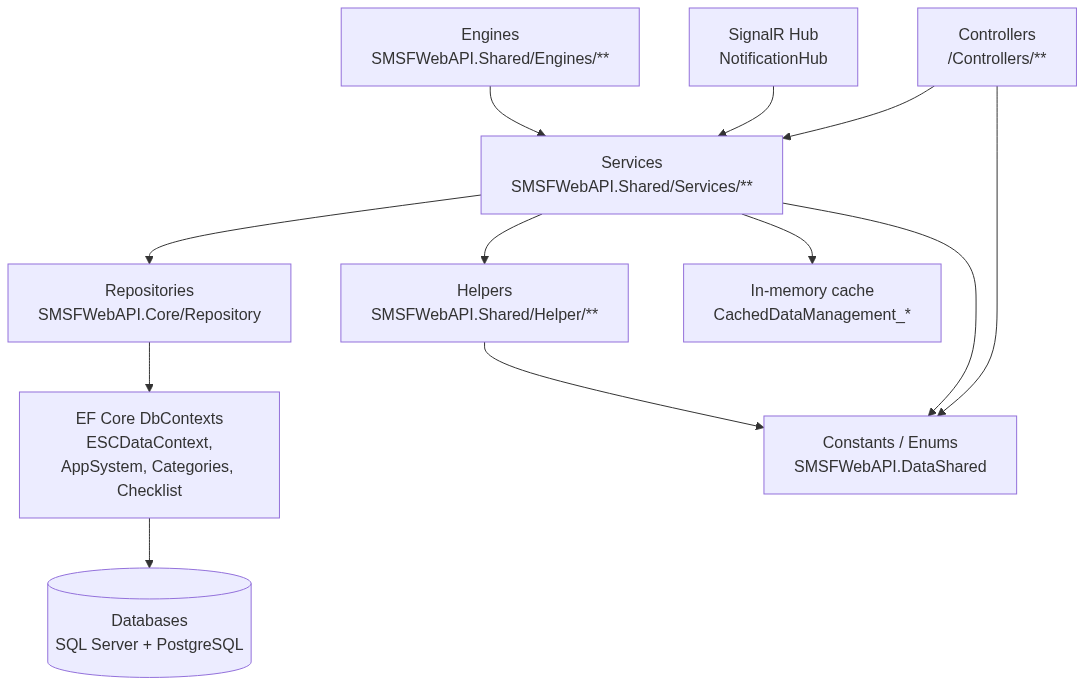 Engines
SMSFWebAPI.Shared/Engines/**
SignalR Hub
NotificationHub
Controllers
/Controllers/**
Services
SMSFWebAPI.Shared/Services/**
Repositories
SMSFWebAPI.Core/Repository
Helpers
SMSFWebAPI.Shared/Helper/**
In-memory cache
CachedDataManagement_*
EF Core DbContexts
ESCDataContext,
AppSystem, Categories,
Checklist
Constants / Enums
SMSFWebAPI.DataShared
Databases
SQL Server + PostgreSQL